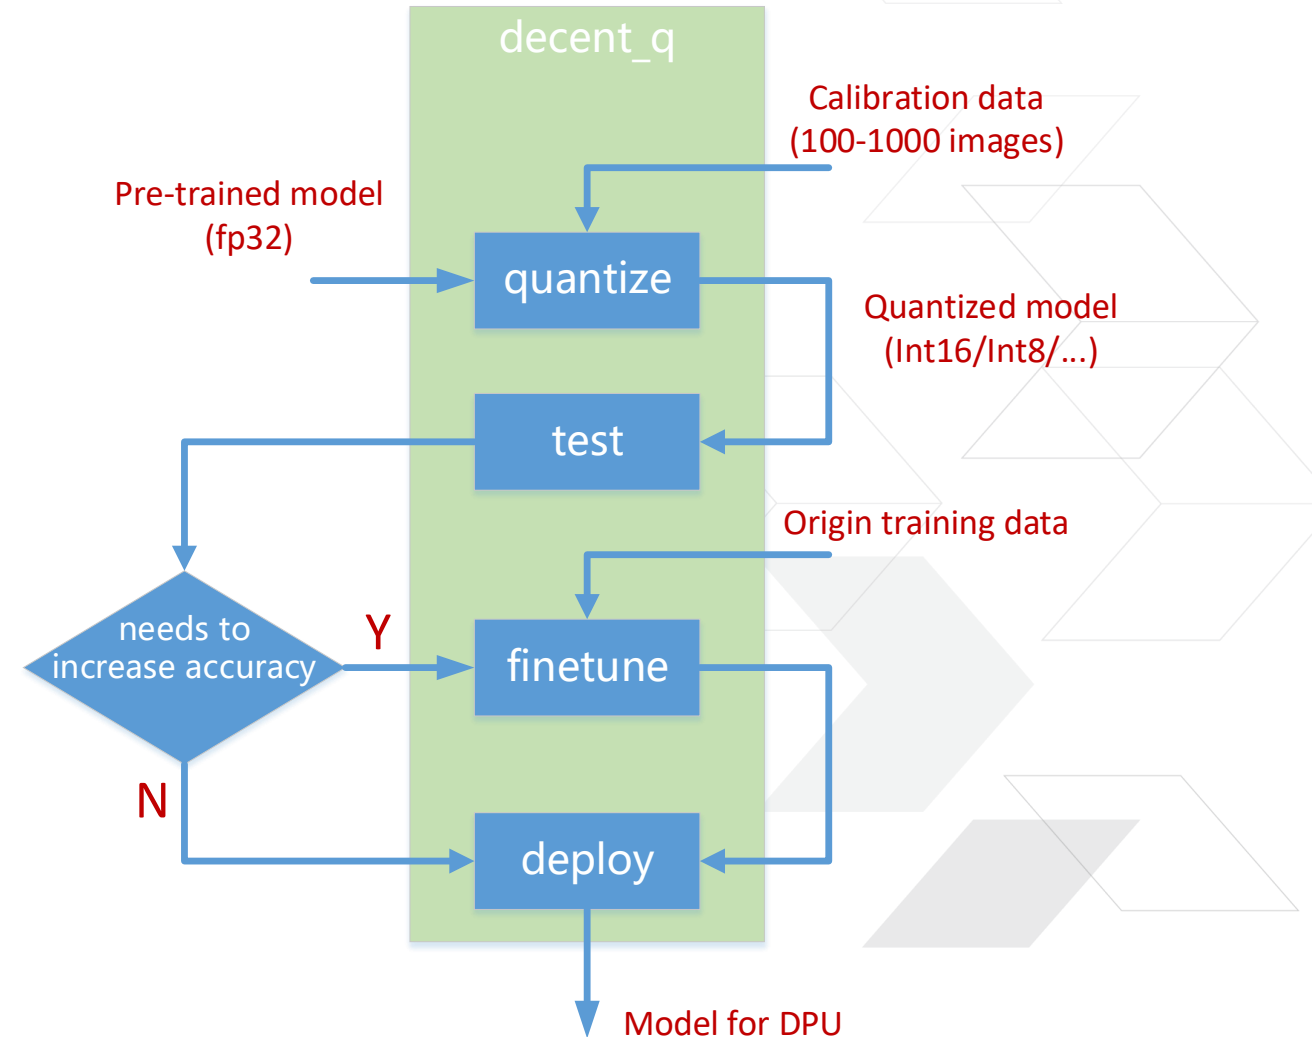 decent_q
Calibration data
(100-1000 images)
Pre-trained model
(fp32)
quantize
Quantized model
(Int16/Int8/...)
test
Origin training data
needs to
increase accuracy
Y
finetune
N
deploy
Model for DPU